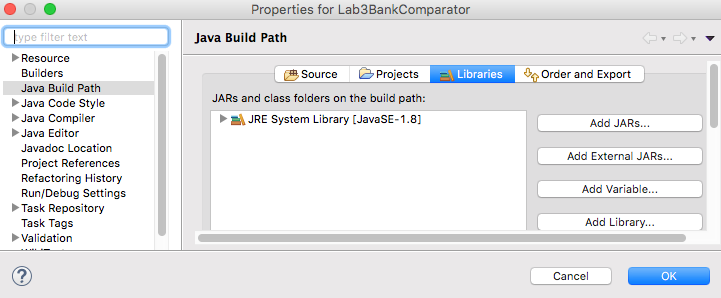 Properties for Lab3BankComparator
type filter text
Resource
Builders
Java Build Path
Java Code Style
Java Compiler
Java Editor
Javadoc Location
Project References
Refactoring History
Run/Debug Settings
Task Repository
Task Tags
Validation
Java Build Path
Source Projects Libraries Order and Export
JARs and class folders on the build path:
JRE System Library [JavaSE-1.8]
Add JARs...
Add External JARs...
Add Variable...
Add Library...
?
Cancel OK